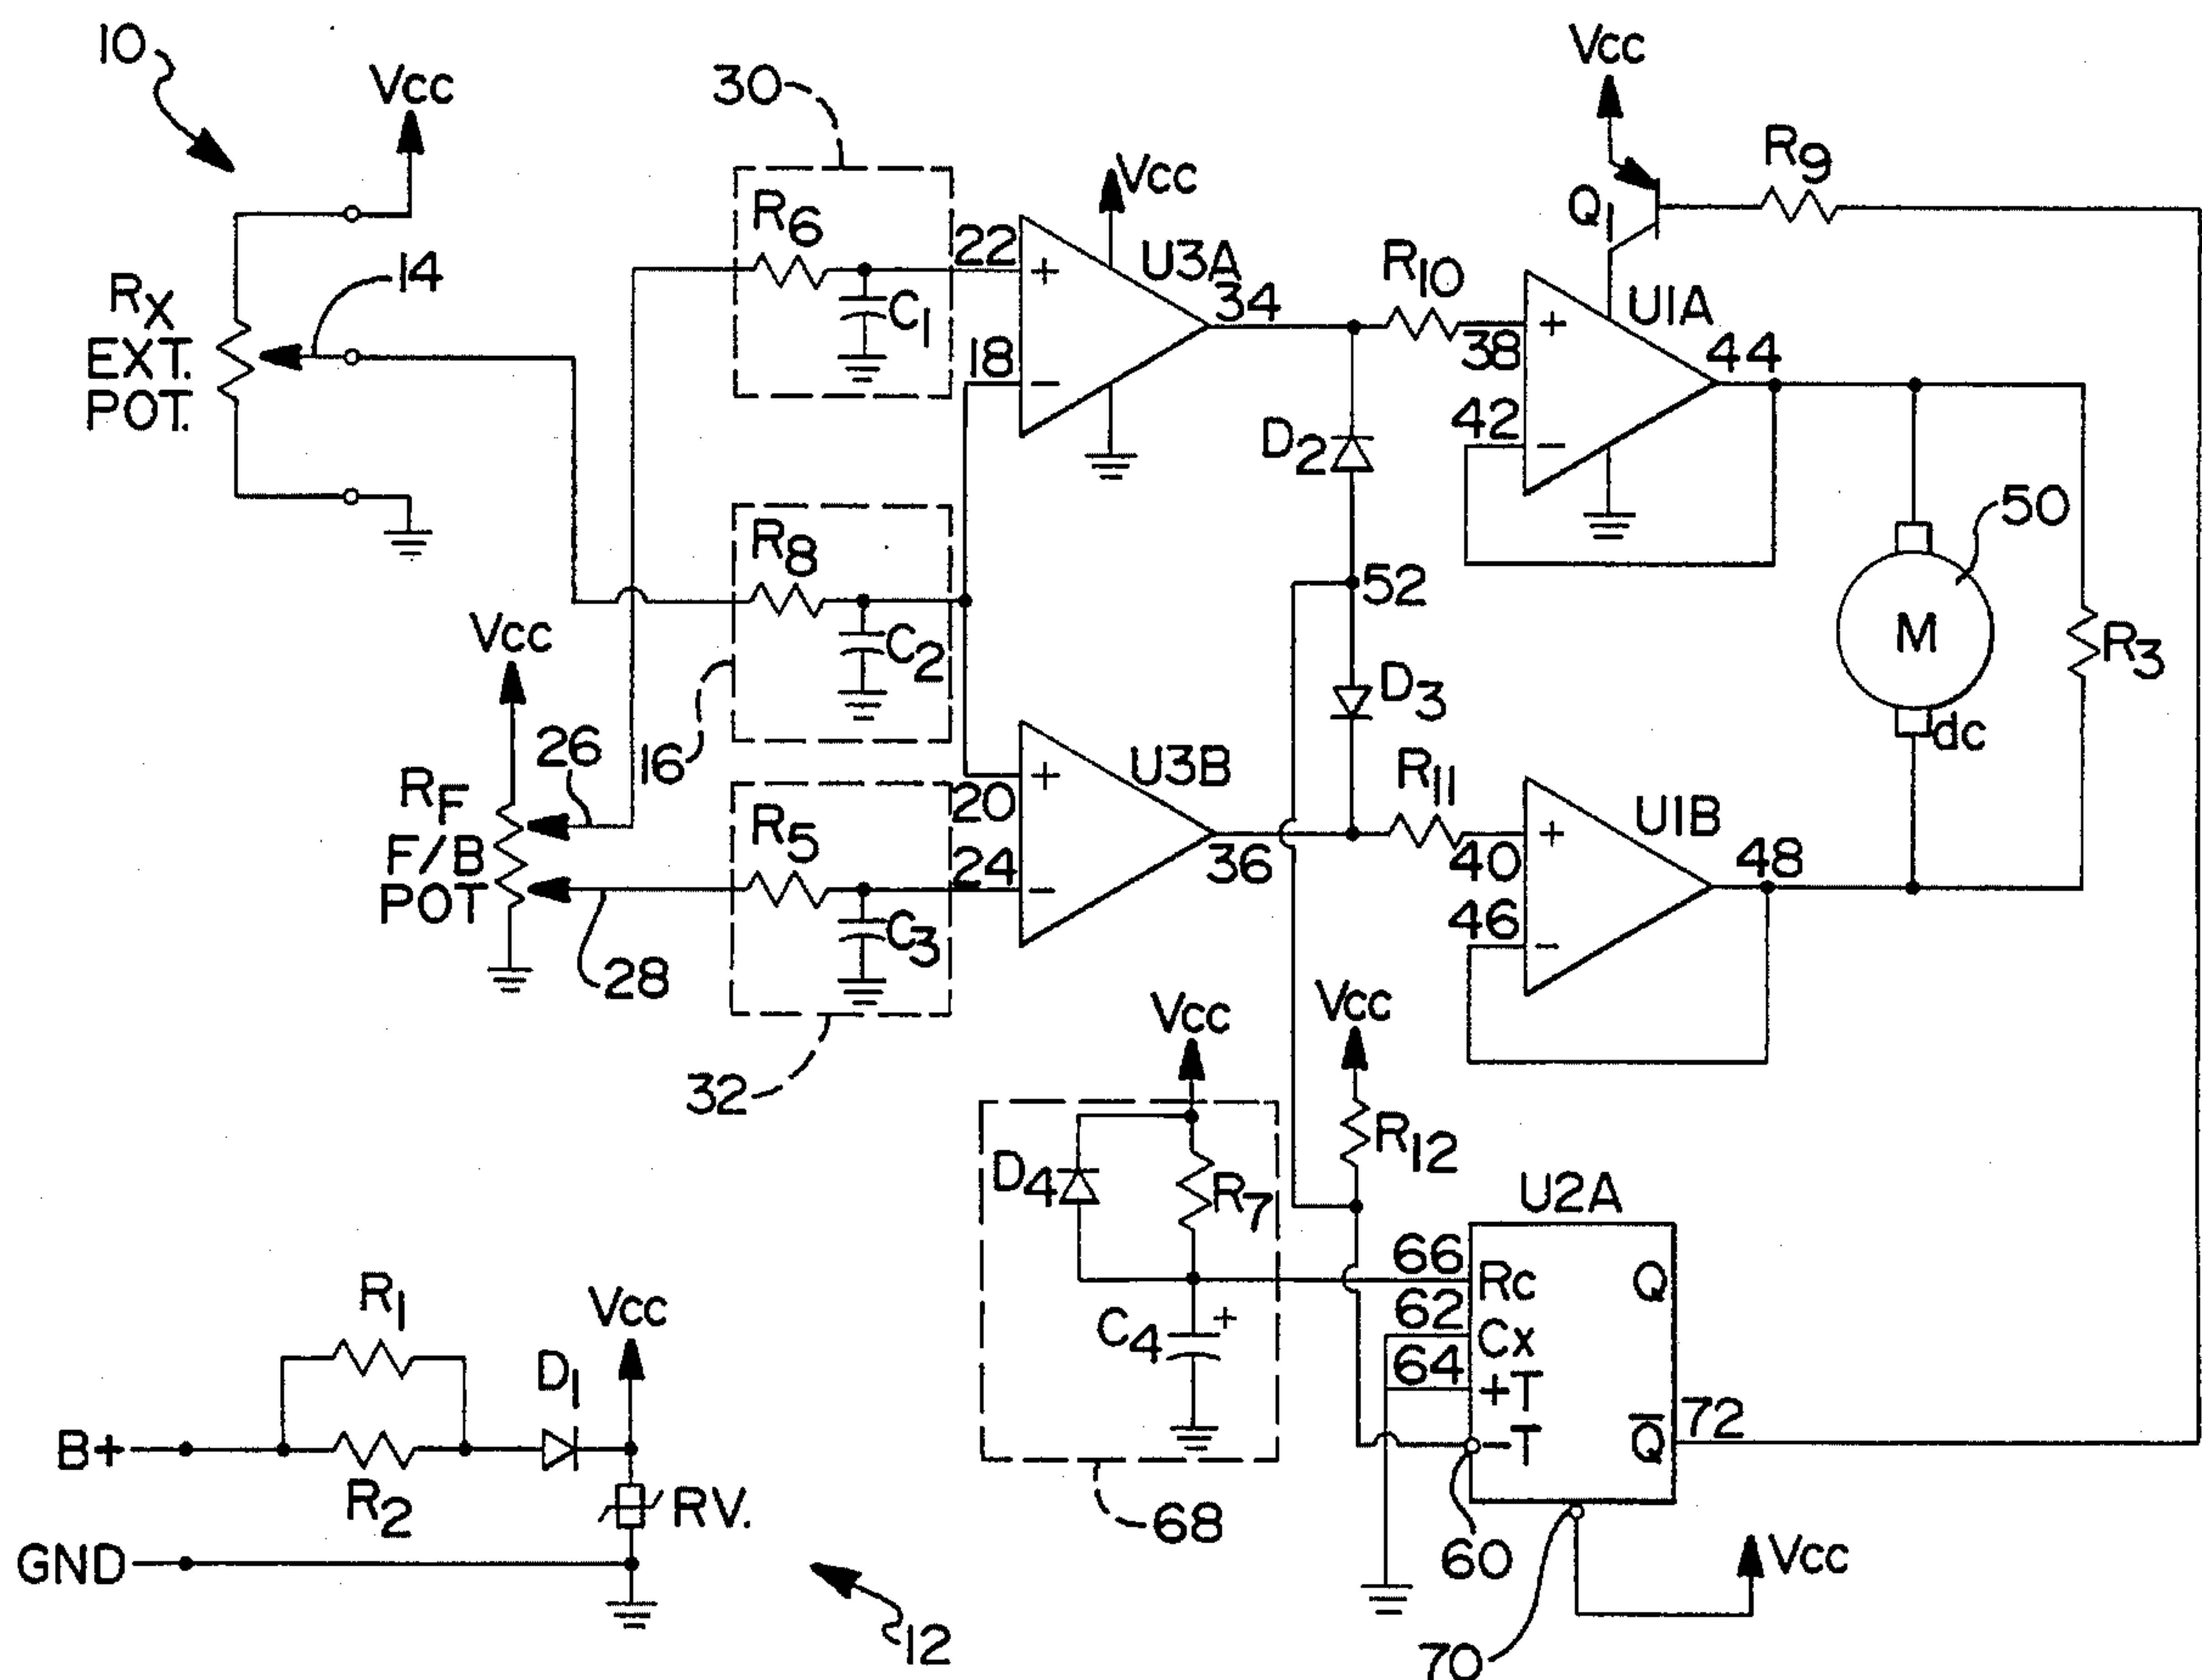 10
Vcc
30
Vcc
Vcc
R9
Q1
R6
22
+
U3A
34
R10
U1A
+
38
44
14
RX
EXT.
POT.
C1
18
−
D2
42
−
50
R8
52
M
C2
R3
Vcc
16
D3
dc
26
RF
F/B
POT
U3B
+
20
R11
U1B
+
R5
24
−
36
40
48
46
−
28
C3
Vcc
Vcc
32
D4
R7
R12
U2A
66
Rc
Q
62
Cx
64
+T
−T
Q̅
72
C4
+
R1
Vcc
D1
B+
R2
RV.
68
60
GND
Vcc
12
70